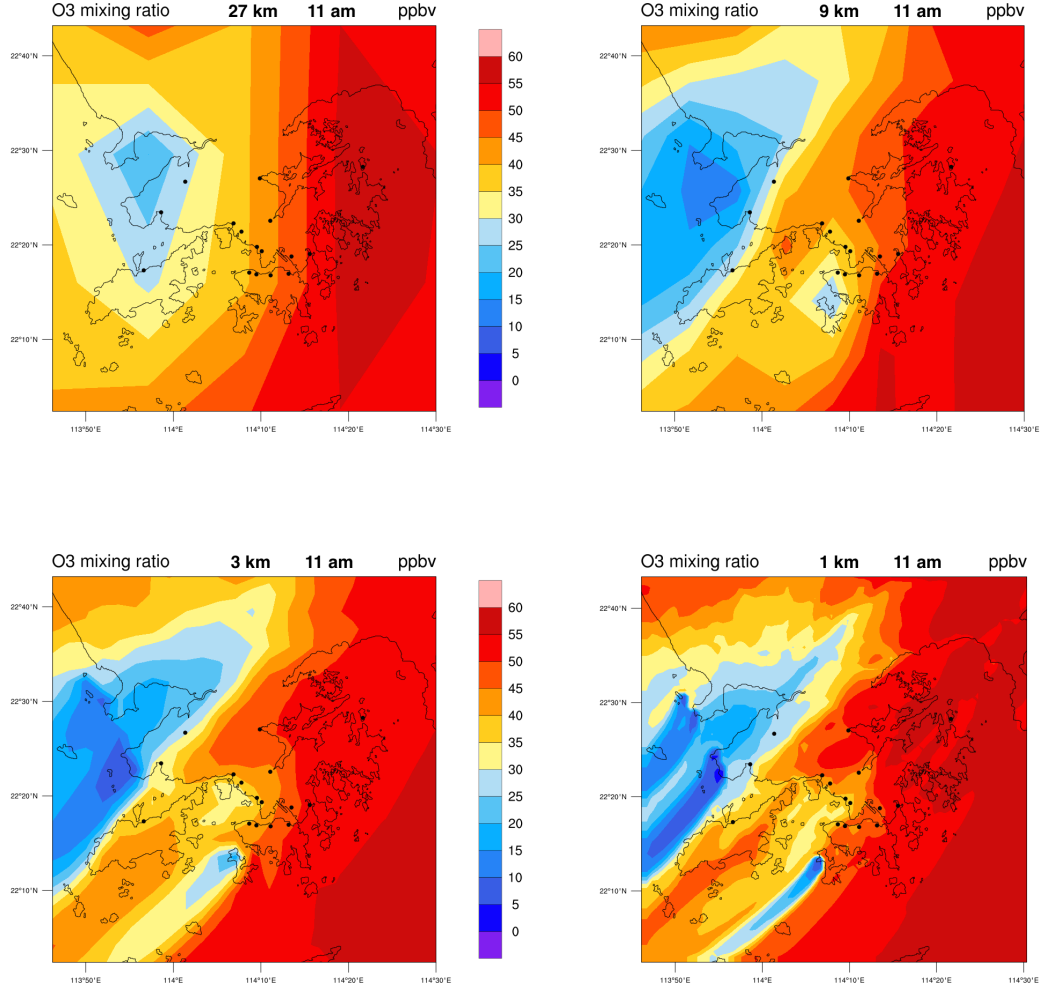 O3 mixing ratio 27 km 11 am ppbv
22°40'N
22°30'N
22°20'N
22°10'N
113°50'E 114°E 114°10'E 114°20'E 114°30'E
60
55
50
45
40
35
30
25
20
15
10
5
0
O3 mixing ratio 9 km 11 am ppbv
22°40'N
22°30'N
22°20'N
22°10'N
113°50'E 114°E 114°10'E 114°20'E 114°30'E
O3 mixing ratio 3 km 11 am ppbv
22°40'N
22°30'N
22°20'N
22°10'N
113°50'E 114°E 114°10'E 114°20'E 114°30'E
60
55
50
45
40
35
30
25
20
15
10
5
0
O3 mixing ratio 1 km 11 am ppbv
22°40'N
22°30'N
22°20'N
22°10'N
113°50'E 114°E 114°10'E 114°20'E 114°30'E